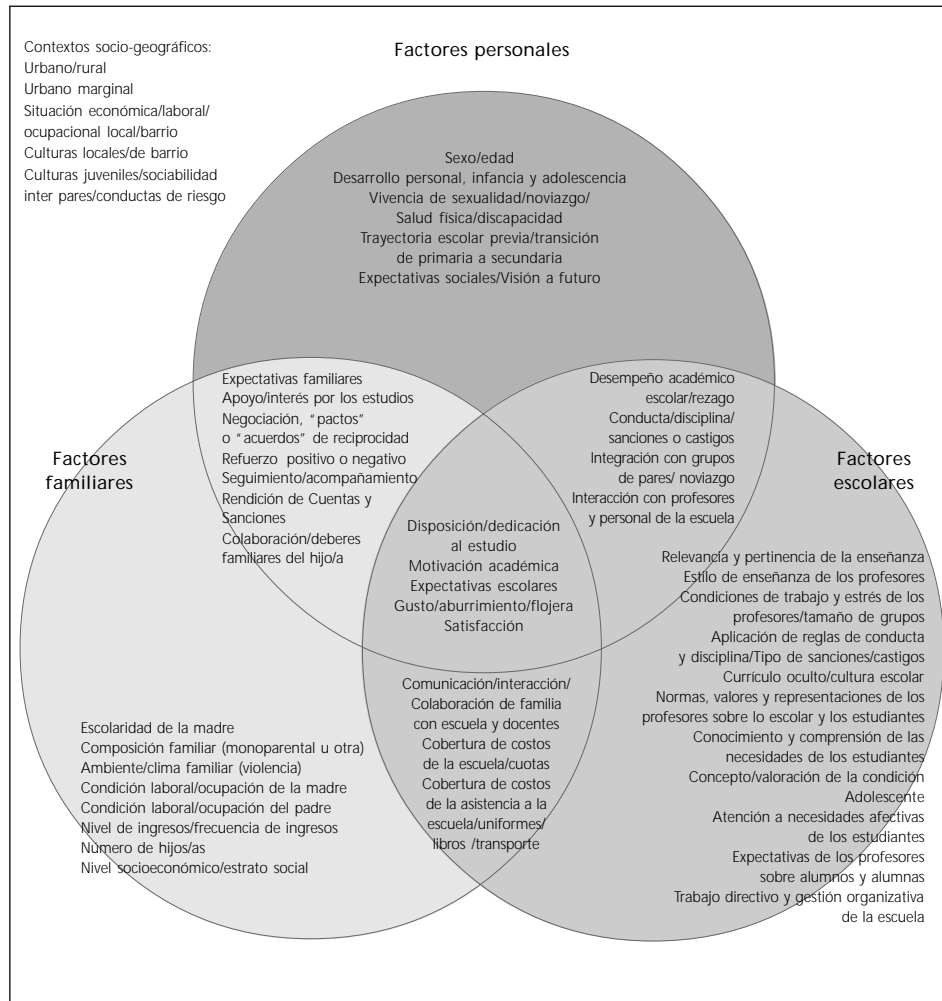 Contextos socio-geográficos:
Urbano/rural
Urbano marginal
Situación económica/laboral/
ocupacional local/barrio
Culturas locales/de barrio
Culturas juveniles/sociabilidad
inter pares/conductas de riesgo
Factores personales
Sexo/edad
Desarrollo personal, infancia y adolescencia
Vivencia de sexualidad/noviazgo/
Salud física/discapacidad
Trayectoria escolar previa/transición
de primaria a secundaria
Expectativas sociales/Visión a futuro
Expectativas familiares
Apoyo/interés por los estudios
Negociación, “pactos”
o “acuerdos” de reciprocidad
Refuerzo positivo o negativo
Seguimiento/acompañamiento
Rendición de Cuentas y
Sanciones
Colaboración/deberes
familiares del hijo/a
Desempeño académico
escolar/rezago
Conducta/disciplina/
sanciones o castigos
Integración con grupos
de pares/ noviazgo
Interacción con profesores
y personal de la escuela
Factores
familiares
Factores
escolares
Disposición/dedicación
al estudio
Motivación académica
Expectativas escolares
Gusto/aburrimiento/flojera
Satisfacción
Relevancia y pertinencia de la enseñanza
Estilo de enseñanza de los profesores
Condiciones de trabajo y estrés de los
profesores/tamaño de grupos
Aplicación de reglas de conducta
y disciplina/Tipo de sanciones/castigos
Currículo oculto/cultura escolar
Normas, valores y representaciones de los
profesores sobre lo escolar y los estudiantes
Conocimiento y comprensión de las
necesidades de los estudiantes
Concepto/valoración de la condición
Adolescente
Atención a necesidades afectivas
de los estudiantes
Expectativas de los profesores
sobre alumnos y alumnas
Trabajo directivo y gestión organizativa
de la escuela
Comunicación/interacción/
Colaboración de familia
con escuela y docentes
Cobertura de costos
de la escuela/cuotas
Cobertura de costos
de la asistencia a la
escuela/uniformes/
libros /transporte
Escolaridad de la madre
Composición familiar (monoparental u otra)
Ambiente/clima familiar (violencia)
Condición laboral/ocupación de la madre
Condición laboral/ocupación del padre
Nivel de ingresos/frecuencia de ingresos
Número de hijos/as
Nivel socioeconómico/estrato social